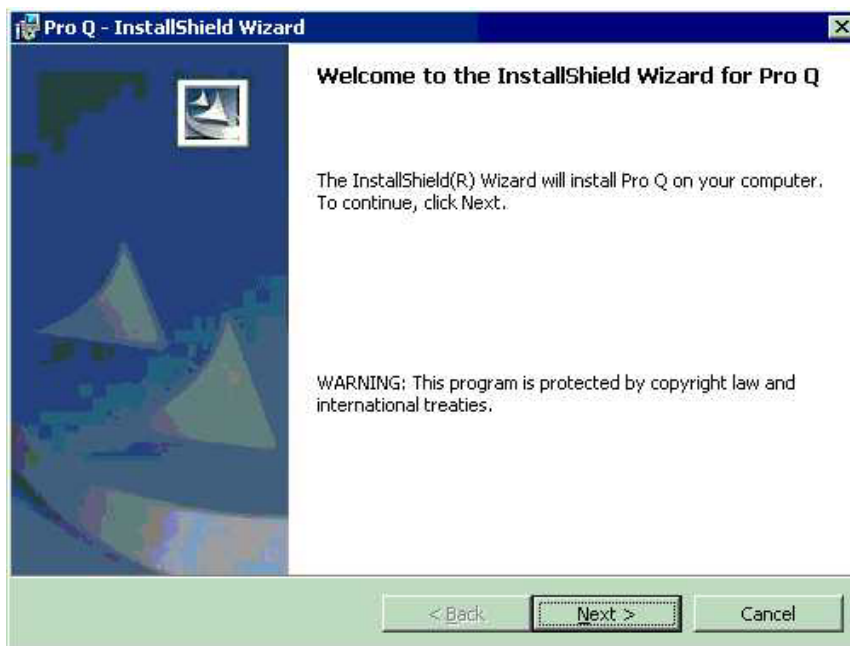 Pro Q - InstallShield Wizard
Welcome to the InstallShield Wizard for Pro Q
The InstallShield(R) Wizard will install Pro Q on your computer.
To continue, click Next.
WARNING: This program is protected by copyright law and
international treaties.
< Back
Next >
Cancel